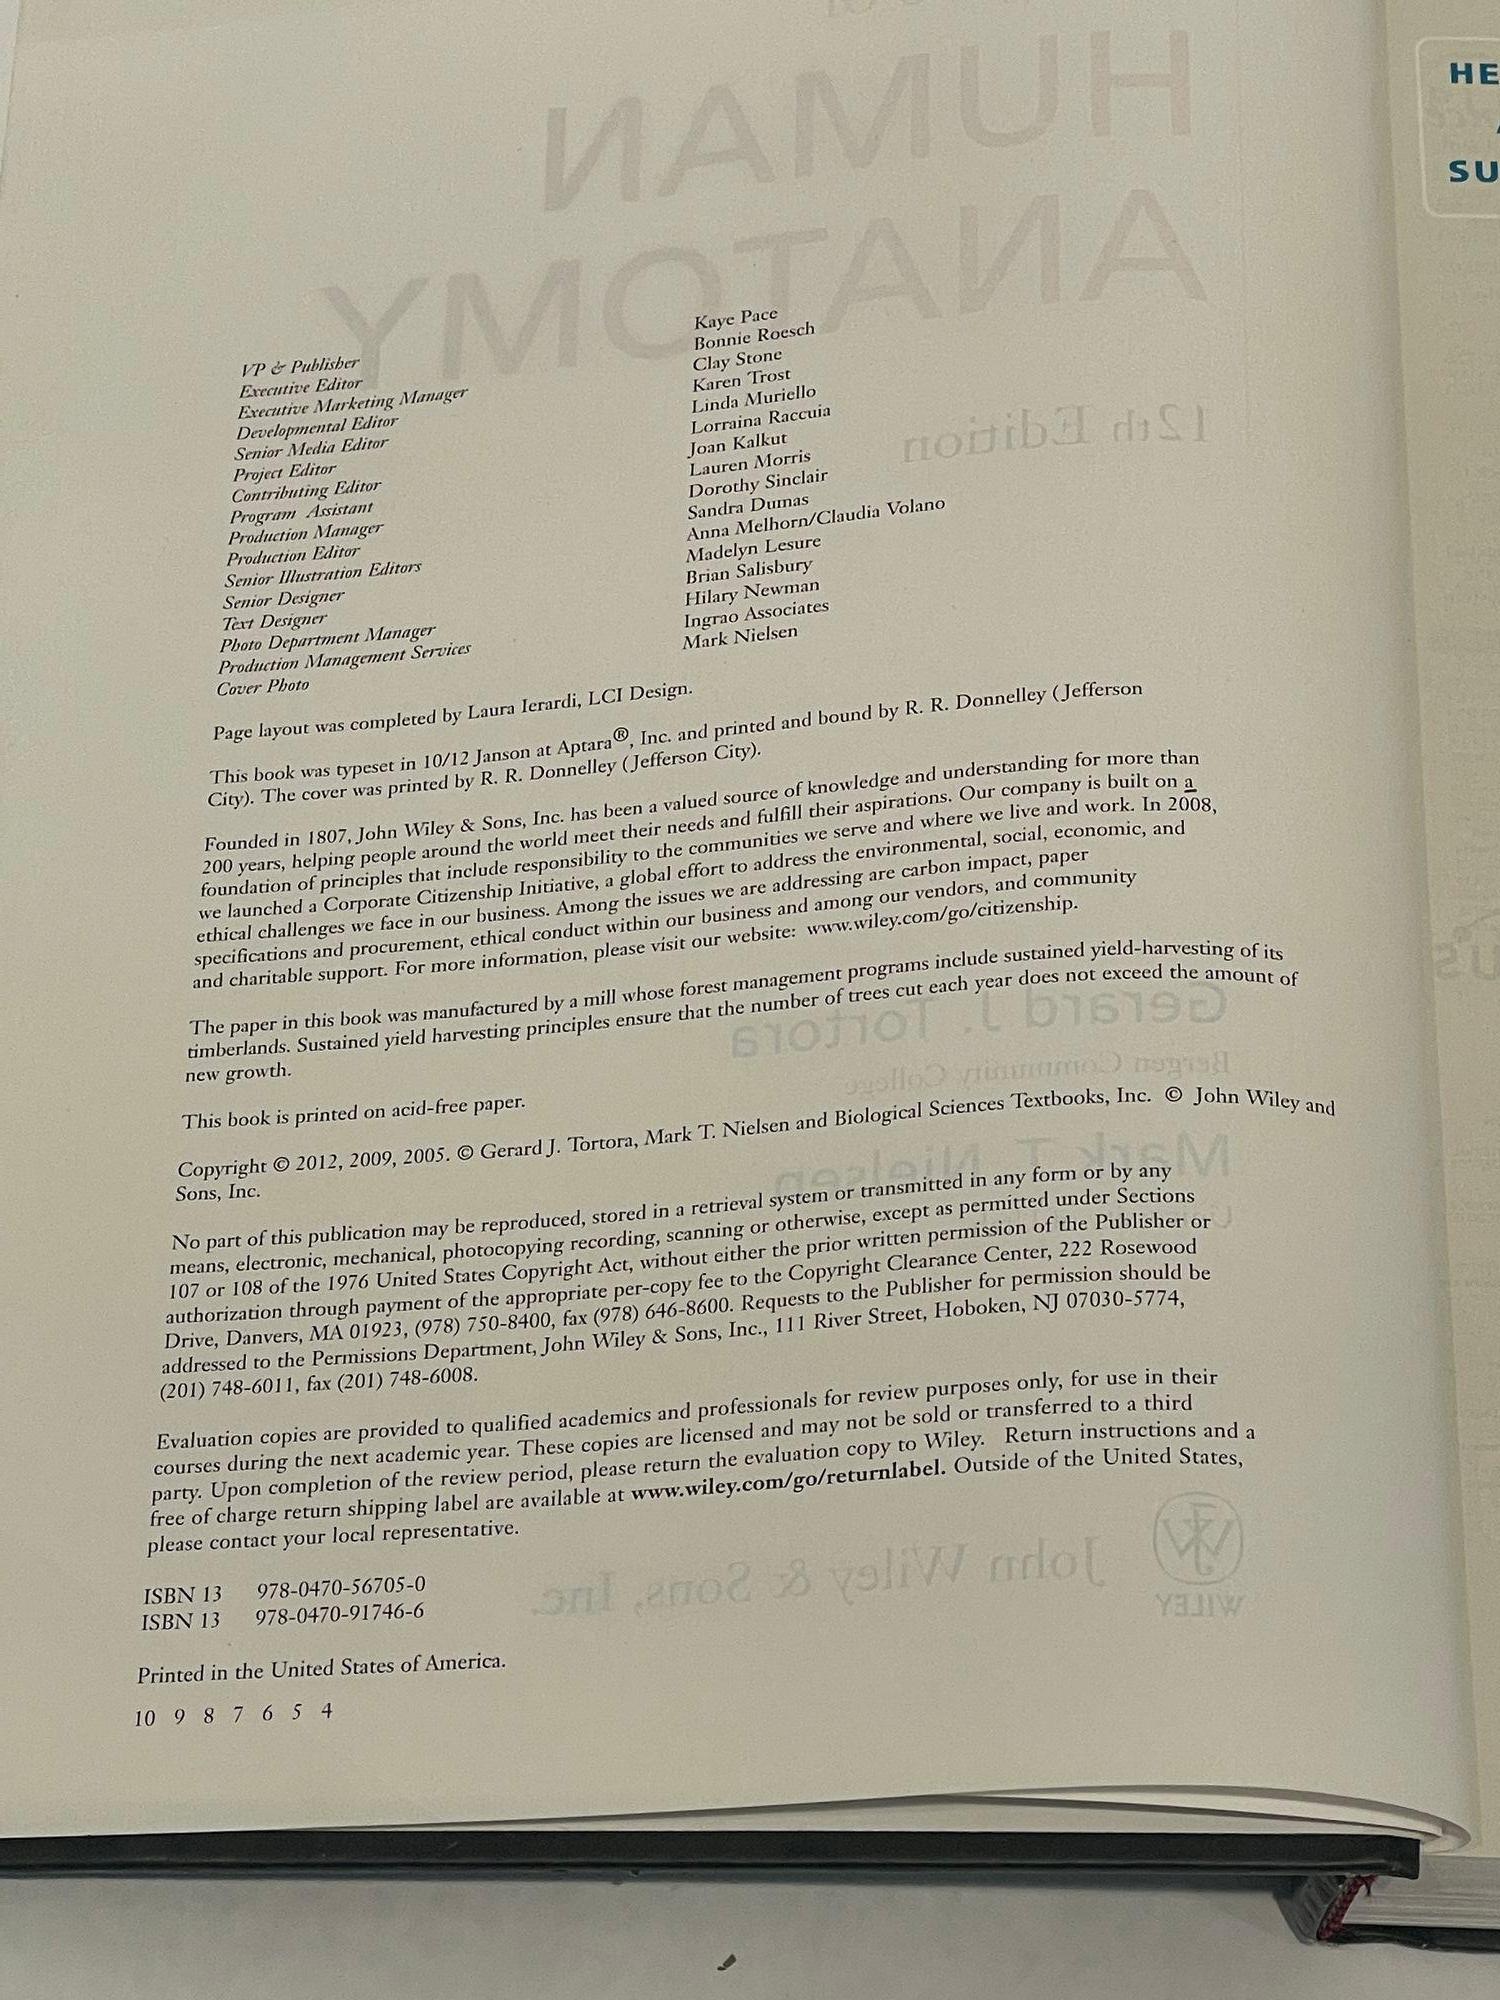 HUMAN
ANATOMY
12th Edition
VP & Publisher Kaye Pace
Executive Editor Bonnie Roesch
Executive Marketing Manager Clay Stone
Developmental Editor Karen Trost
Senior Media Editor Linda Muriello
Project Editor Lorraina Raccuia
Contributing Editor Joan Kalkut
Program Assistant Lauren Morris
Production Manager Dorothy Sinclair
Production Editor Sandra Dumas
Senior Illustration Editors Anna Melhorn/Claudia Volano
Senior Designer Madelyn Lesure
Text Designer Brian Salisbury
Photo Department Manager Hilary Newman
Production Management Services Ingrao Associates
Cover Photo Mark Nielsen
Page layout was completed by Laura Ierardi, LCI Design.
This book was typeset in 10/12 Janson at Aptara®, Inc. and printed and bound by R. R. Donnelley (Jefferson
City). The cover was printed by R. R. Donnelley (Jefferson City).
Founded in 1807, John Wiley & Sons, Inc. has been a valued source of knowledge and understanding for more than
200 years, helping people around the world meet their needs and fulfill their aspirations. Our company is built on a
foundation of principles that include responsibility to the communities we serve and where we live and work. In 2008,
we launched a Corporate Citizenship Initiative, a global effort to address the environmental, social, economic, and
ethical challenges we face in our business. Among the issues we are addressing are carbon impact, paper
specifications and procurement, ethical conduct within our business and among our vendors, and community
and charitable support. For more information, please visit our website: www.wiley.com/go/citizenship.
The paper in this book was manufactured by a mill whose forest management programs include sustained yield-harvesting of its
timberlands. Sustained yield harvesting principles ensure that the number of trees cut each year does not exceed the amount of
new growth.
Gerard J. Tortora
Bergen Community College
This book is printed on acid-free paper.
Copyright © 2012, 2009, 2005. © Gerard J. Tortora, Mark T. Nielsen and Biological Sciences Textbooks, Inc. © John Wiley and
Sons, Inc.
Mark T. Nielsen
No part of this publication may be reproduced, stored in a retrieval system or transmitted in any form or by any
means, electronic, mechanical, photocopying recording, scanning or otherwise, except as permitted under Sections
107 or 108 of the 1976 United States Copyright Act, without either the prior written permission of the Publisher or
authorization through payment of the appropriate per-copy fee to the Copyright Clearance Center, 222 Rosewood
Drive, Danvers, MA 01923, (978) 750-8400, fax (978) 646-8600. Requests to the Publisher for permission should be
addressed to the Permissions Department, John Wiley & Sons, Inc., 111 River Street, Hoboken, NJ 07030-5774,
(201) 748-6011, fax (201) 748-6008.
Evaluation copies are provided to qualified academics and professionals for review purposes only, for use in their
courses during the next academic year. These copies are licensed and may not be sold or transferred to a third
party. Upon completion of the review period, please return the evaluation copy to Wiley. Return instructions and a
free of charge return shipping label are available at www.wiley.com/go/returnlabel. Outside of the United States,
please contact your local representative.
John Wiley & Sons, Inc.
WILEY
ISBN 13 978-0470-56705-0
ISBN 13 978-0470-91746-6
Printed in the United States of America.
10 9 8 7 6 5 4
HE
SU